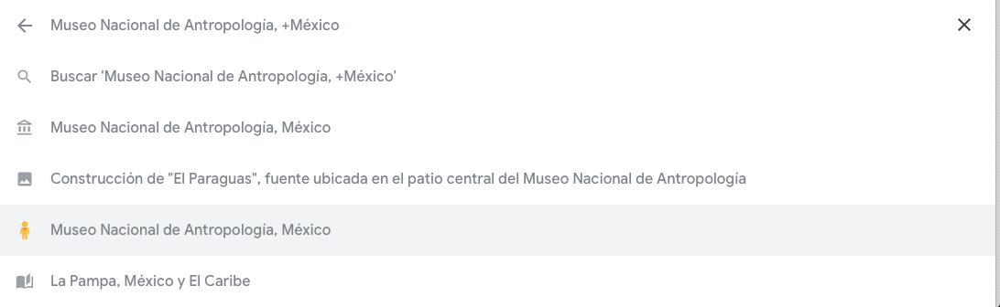 Museo Nacional de Antropología, +México
Buscar 'Museo Nacional de Antropología, +México'
Museo Nacional de Antropología, México
Construcción de "El Paraguas", fuente ubicada en el patio central del Museo Nacional de Antropología
Museo Nacional de Antropología, México
La Pampa, México y El Caribe